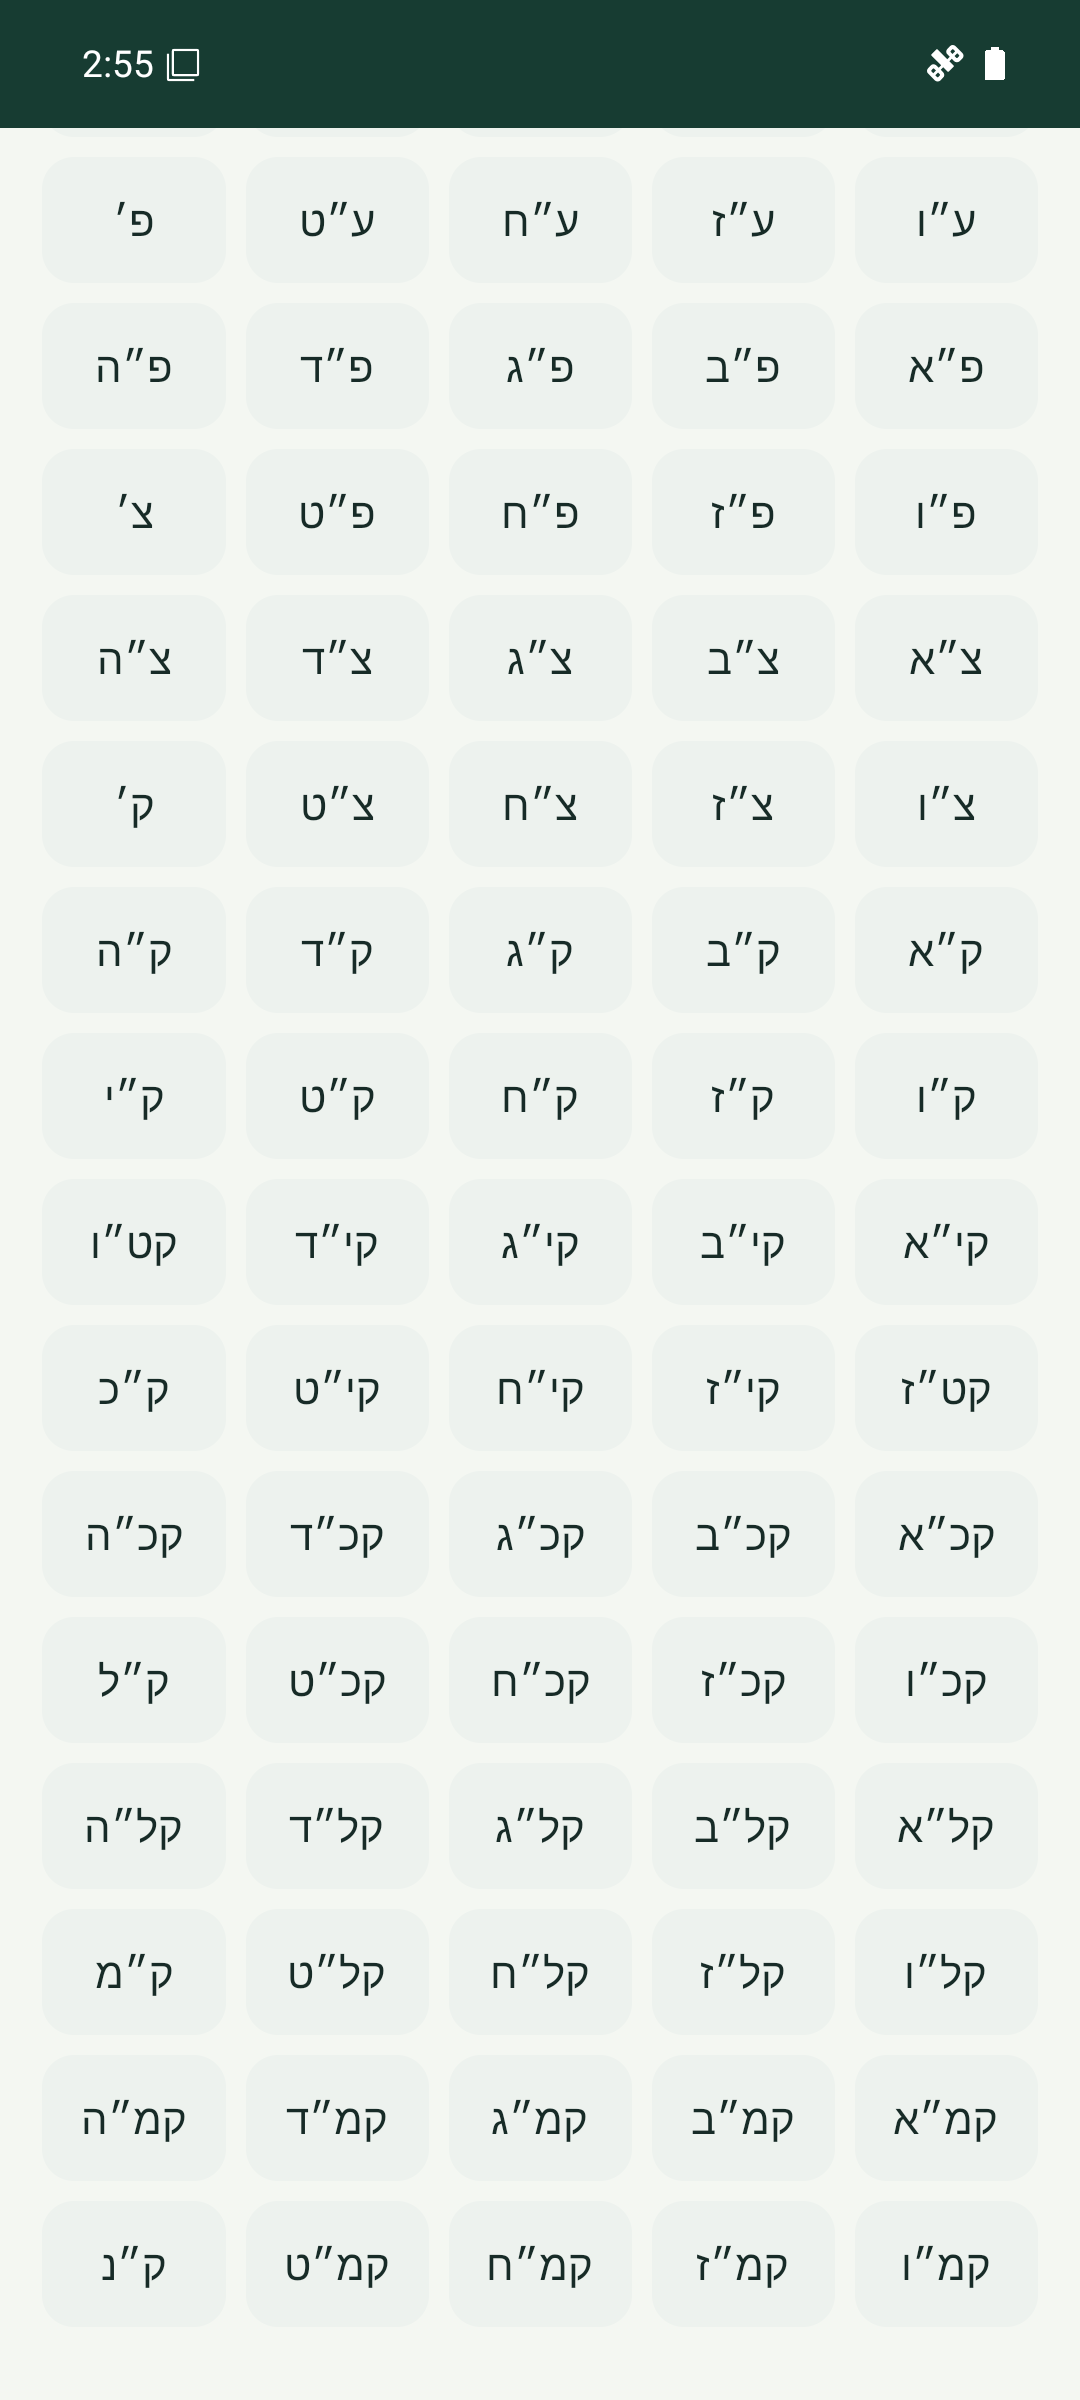 2:55
ע״ו ע״ז ע״ח ע״ט פ׳
פ״א פ״ב פ״ג פ״ד פ״ה
פ״ו פ״ז פ״ח פ״ט צ׳
צ״א צ״ב צ״ג צ״ד צ״ה
צ״ו צ״ז צ״ח צ״ט ק׳
ק״א ק״ב ק״ג ק״ד ק״ה
ק״ו ק״ז ק״ח ק״ט ק״י
קי״א קי״ב קי״ג קי״ד קט״ו
קט״ז קי״ז קי״ח קי״ט ק״כ
קכ״א קכ״ב קכ״ג קכ״ד קכ״ה
קכ״ו קכ״ז קכ״ח קכ״ט ק״ל
קל״א קל״ב קל״ג קל״ד קל״ה
קל״ו קל״ז קל״ח קל״ט ק״מ
קמ״א קמ״ב קמ״ג קמ״ד קמ״ה
קמ״ו קמ״ז קמ״ח קמ״ט ק״נ